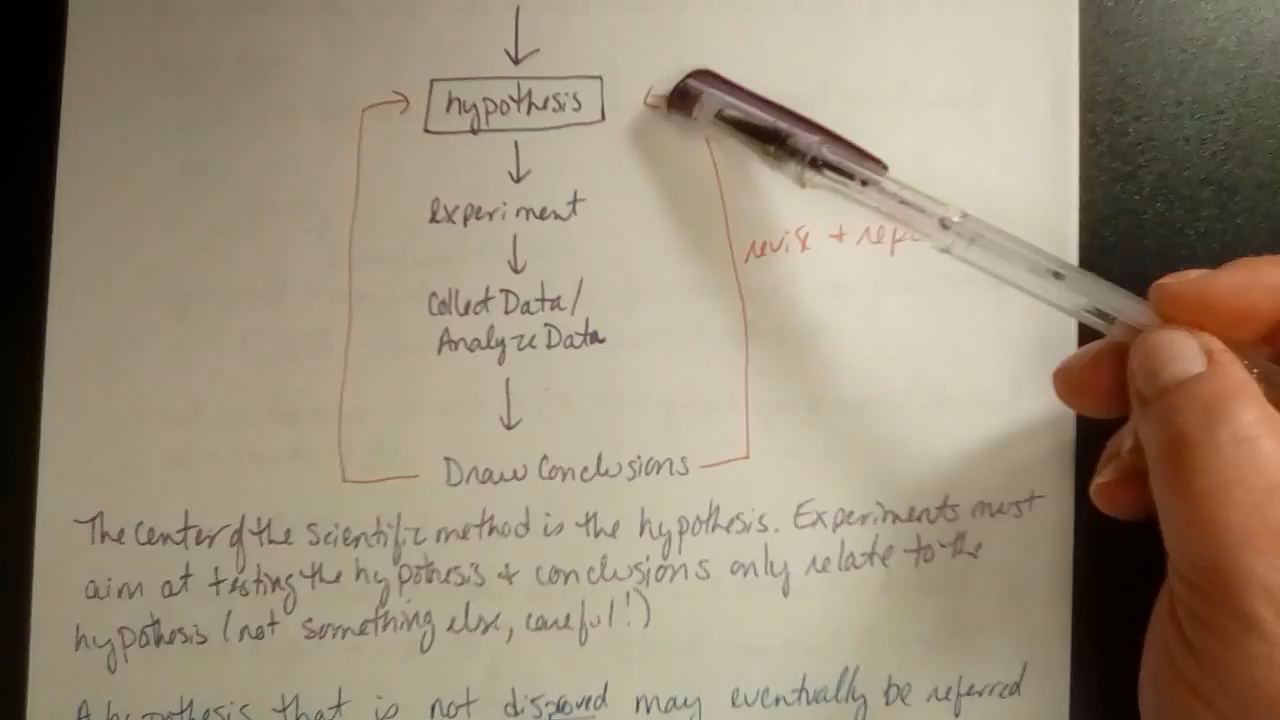 hypothesis
experiment
Collect Data/
Analyze Data
revise + repe
Draw Conclusions
The center of the scientific method is the hypothesis. Experiments must
aim at testing the hypothesis & conclusions only relate to the
hypothesis (not something else, careful!)
A hypothesis that is not disproved may eventually be referred